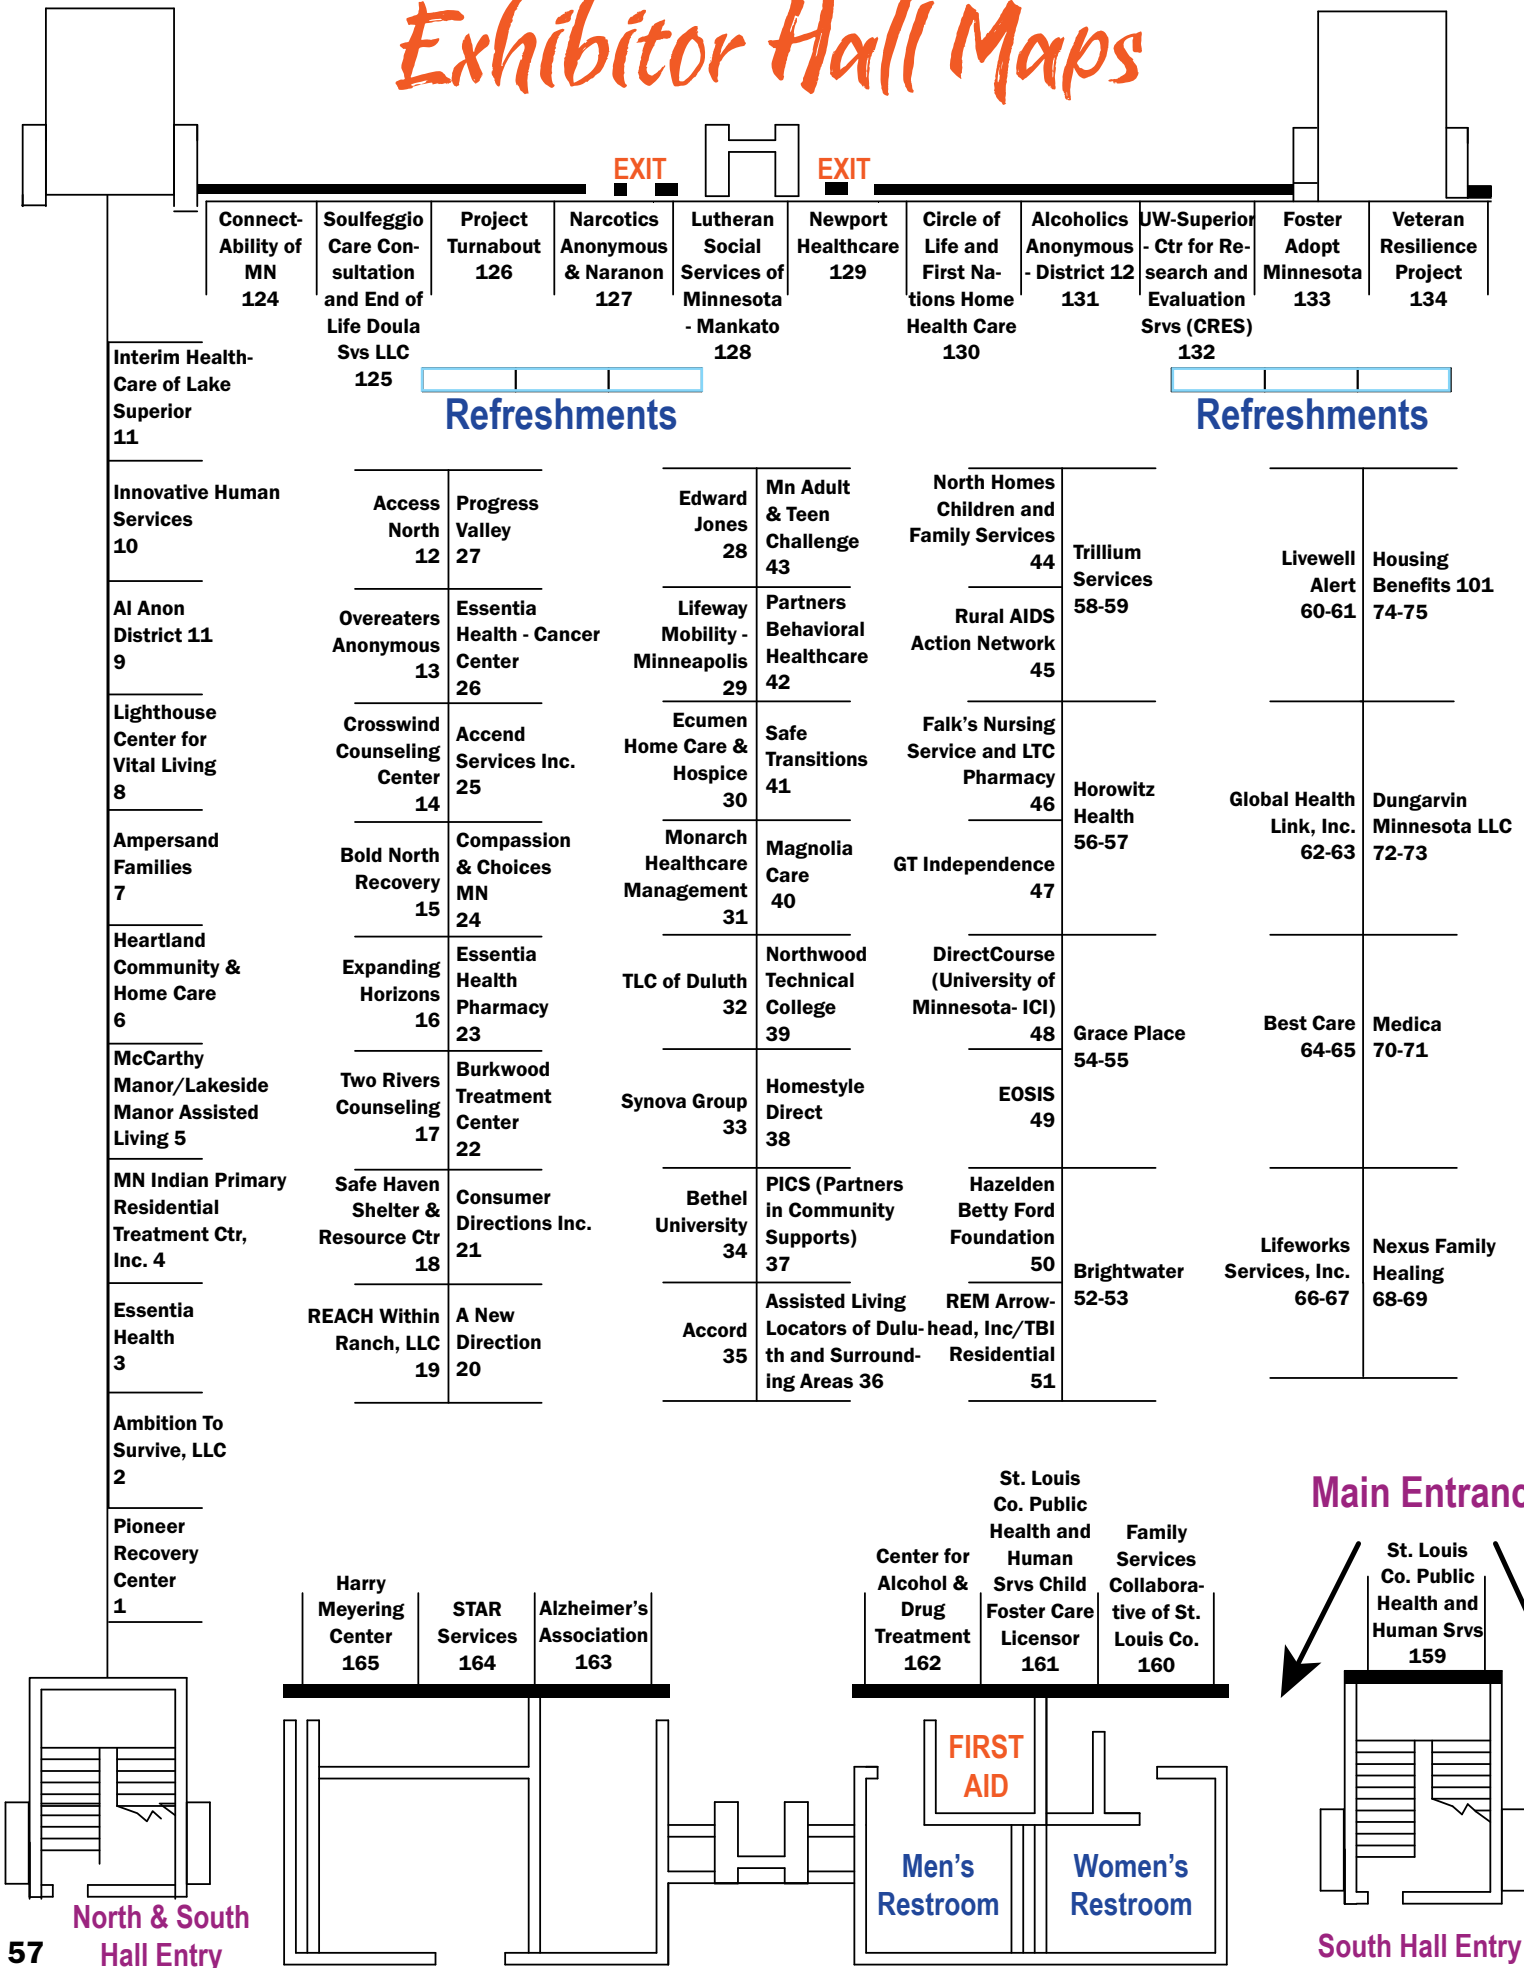 Exhibitor Hall Maps
EXIT
EXIT
Connect-
Ability of
MN
124
Soulfeggio
Care Con-
sultation
and End of
Life Doula
Svs LLC
125
Project
Turnabout
126
Narcotics
Anonymous
& Naranon
127
Lutheran
Social
Services of
Minnesota
- Mankato
128
Newport
Healthcare
129
Circle of
Life and
First Na-
tions Home
Health Care
130
Alcoholics
Anonymous
- District 12
131
UW-Superior
- Ctr for Re-
search and
Evaluation
Srvs (CRES)
132
Foster
Adopt
Minnesota
133
Veteran
Resilience
Project
134
Refreshments
Refreshments
Interim Health-
Care of Lake
Superior
11
Innovative Human
Services
10
Al Anon
District 11
9
Lighthouse
Center for
Vital Living
8
Ampersand
Families
7
Heartland
Community &
Home Care
6
McCarthy
Manor/Lakeside
Manor Assisted
Living 5
MN Indian Primary
Residential
Treatment Ctr,
Inc. 4
Essentia
Health
3
Ambition To
Survive, LLC
2
Pioneer
Recovery
Center
1
Access
North
12
Overeaters
Anonymous
13
Crosswind
Counseling
Center
14
Bold North
Recovery
15
Expanding
Horizons
16
Two Rivers
Counseling
17
Safe Haven
Shelter &
Resource Ctr
18
REACH Within
Ranch, LLC
19
Progress
Valley
27
Essentia
Health - Cancer
Center
26
Accend
Services Inc.
25
Compassion
& Choices
MN
24
Essentia
Health
Pharmacy
23
Burkwood
Treatment
Center
22
Consumer
Directions Inc.
21
A New
Direction
20
Edward
Jones
28
Lifeway
Mobility -
Minneapolis
29
Ecumen
Home Care &
Hospice
30
Monarch
Healthcare
Management
31
TLC of Duluth
32
Synova Group
33
Bethel
University
34
Accord
35
Mn Adult
& Teen
Challenge
43
Partners
Behavioral
Healthcare
42
Safe
Transitions
41
Magnolia
Care
40
Northwood
Technical
College
39
Homestyle
Direct
38
PICS (Partners
in Community
Supports)
37
Assisted Living
Locators of Dulu-
th and Surround-
ing Areas 36
North Homes
Children and
Family Services
44
Rural AIDS
Action Network
45
Falk's Nursing
Service and LTC
Pharmacy
46
GT Independence
47
DirectCourse
(University of
Minnesota- ICI)
48
EOSIS
49
Hazelden
Betty Ford
Foundation
50
REM Arrow-
head, Inc/TBI
Residential
51
Trillium
Services
58-59
Horowitz
Health
56-57
Grace Place
54-55
Brightwater
52-53
Livewell
Alert
60-61
Global Health
Link, Inc.
62-63
Best Care
64-65
Lifeworks
Services, Inc.
66-67
Housing
Benefits 101
74-75
Dungarvin
Minnesota LLC
72-73
Medica
70-71
Nexus Family
Healing
68-69
Harry
Meyering
Center
165
STAR
Services
164
Alzheimer's
Association
163
Center for
Alcohol &
Drug
Treatment
162
St. Louis
Co. Public
Health and
Human
Srvs Child
Foster Care
Licensor
161
Family
Services
Collabora-
tive of St.
Louis Co.
160
Main Entranc
St. Louis
Co. Public
Health and
Human Srvs
159
FIRST
AID
Men's
Restroom
Women's
Restroom
North & South
Hall Entry
South Hall Entry
57